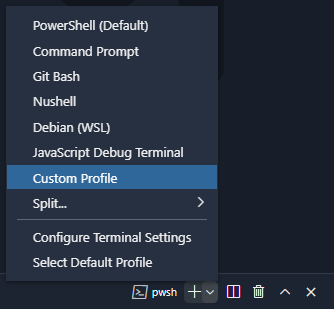 PowerShell (Default)
Command Prompt
Git Bash
Nushell
Debian (WSL)
JavaScript Debug Terminal
Custom Profile
Split...
Configure Terminal Settings
Select Default Profile
pwsh